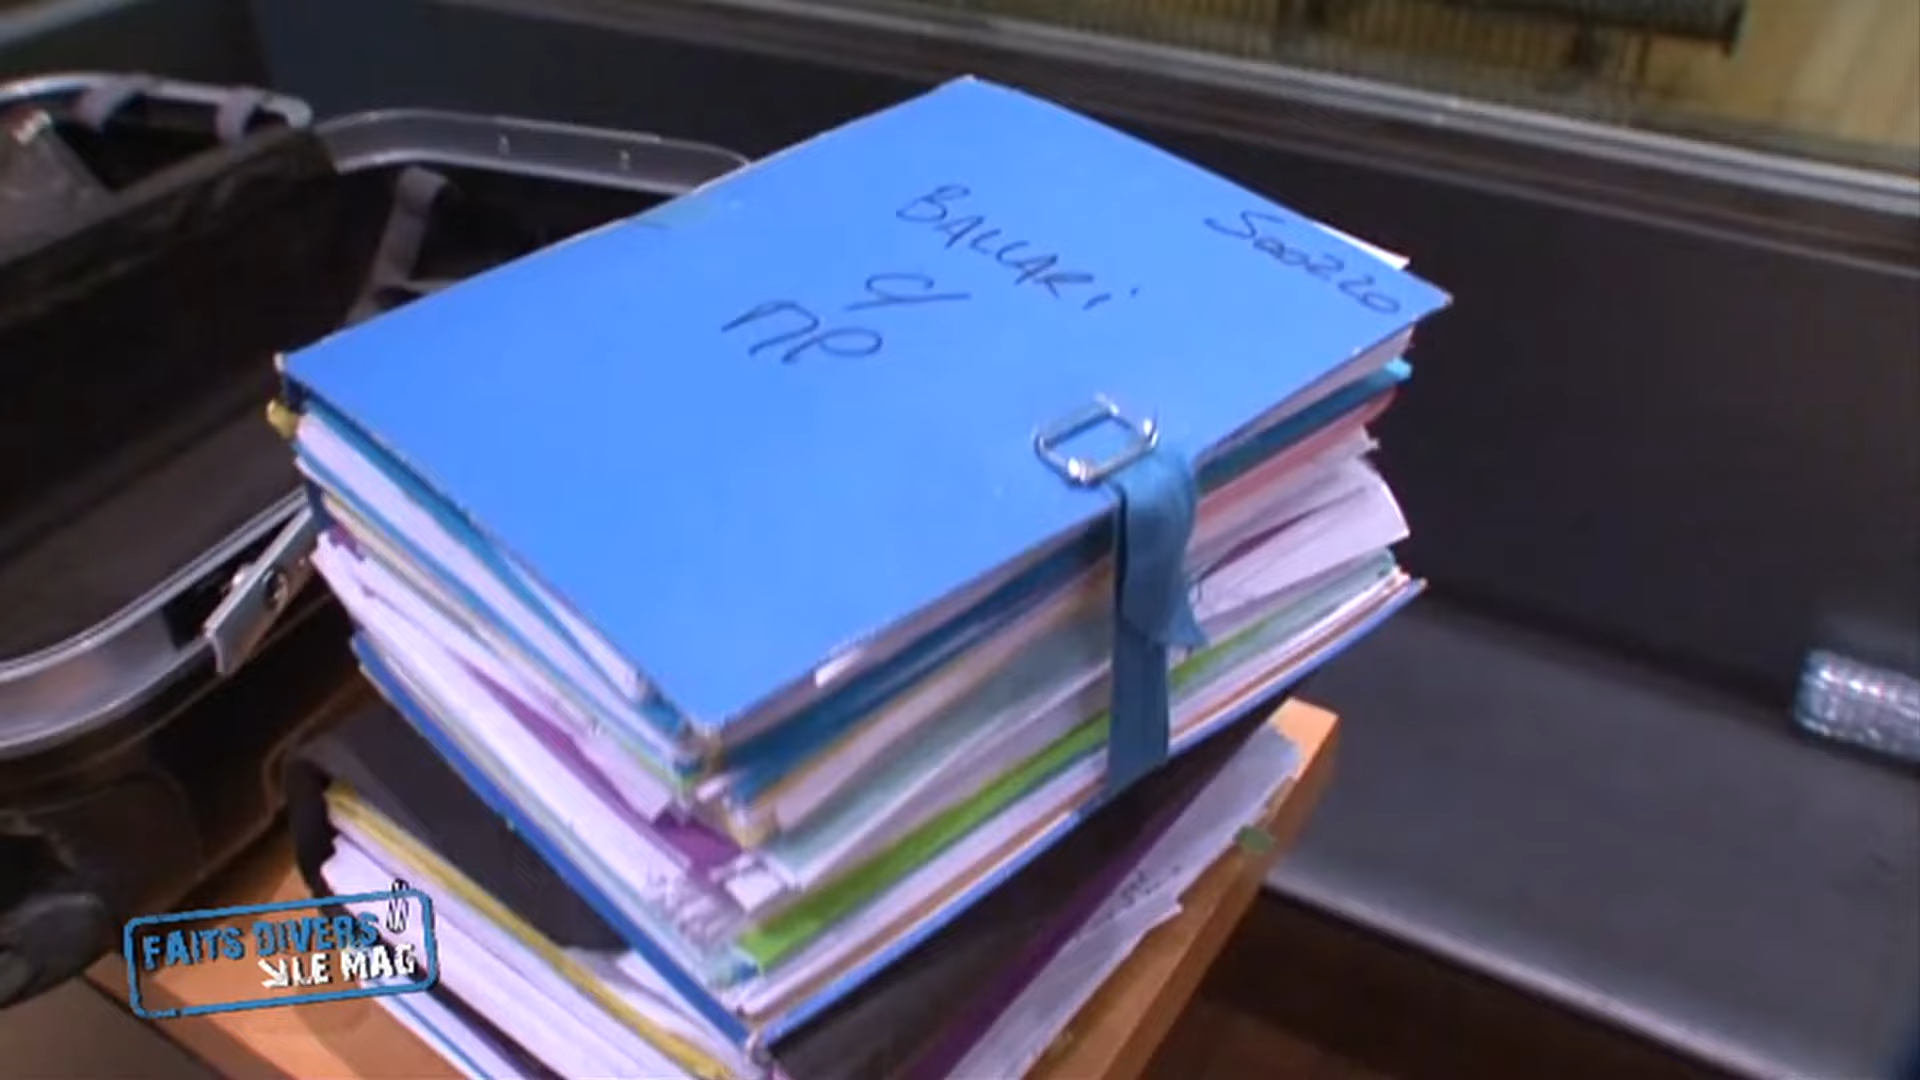 BALLARI
C/
MP
S00220
FAITS DIVERS
LE MAG